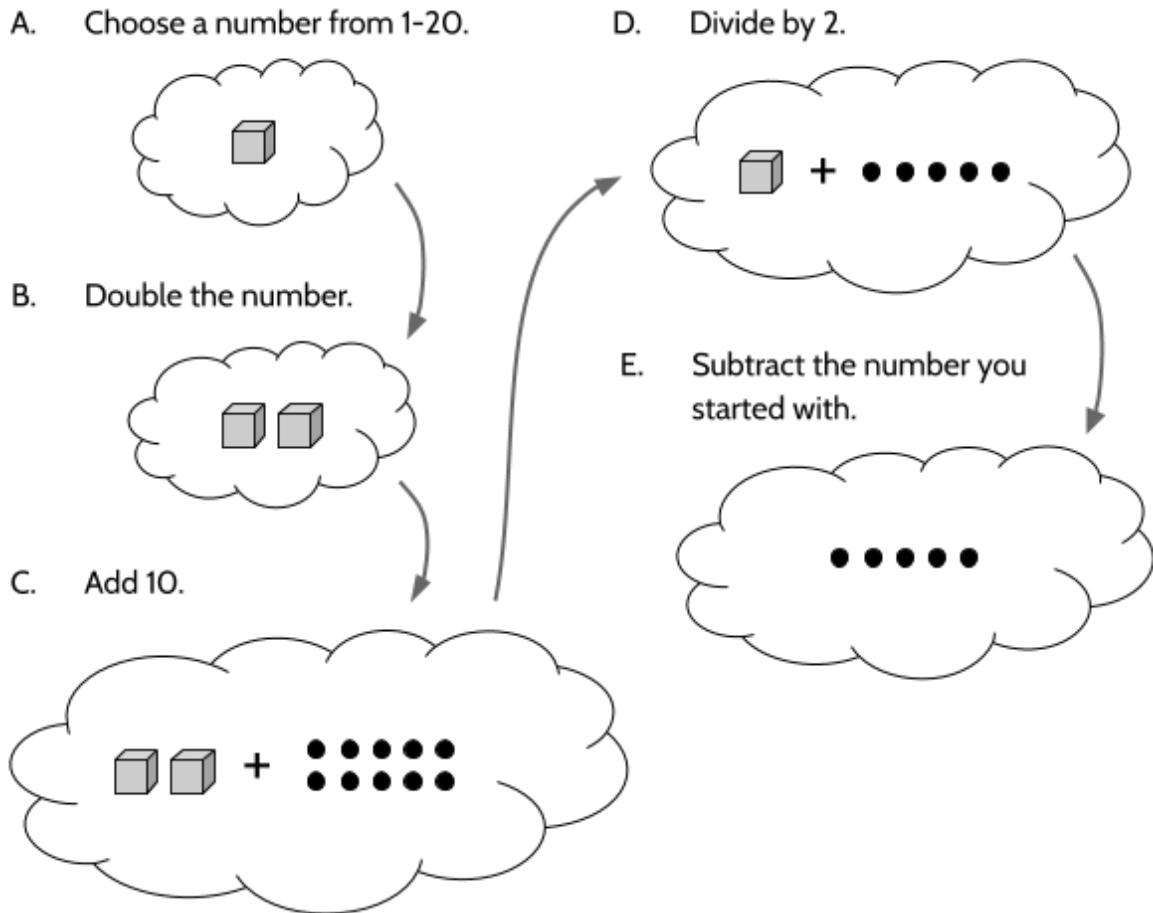 A. Choose a number from 1-20.
B. Double the number.
C. Add 10.
+
D. Divide by 2.
+
E. Subtract the number you
started with.